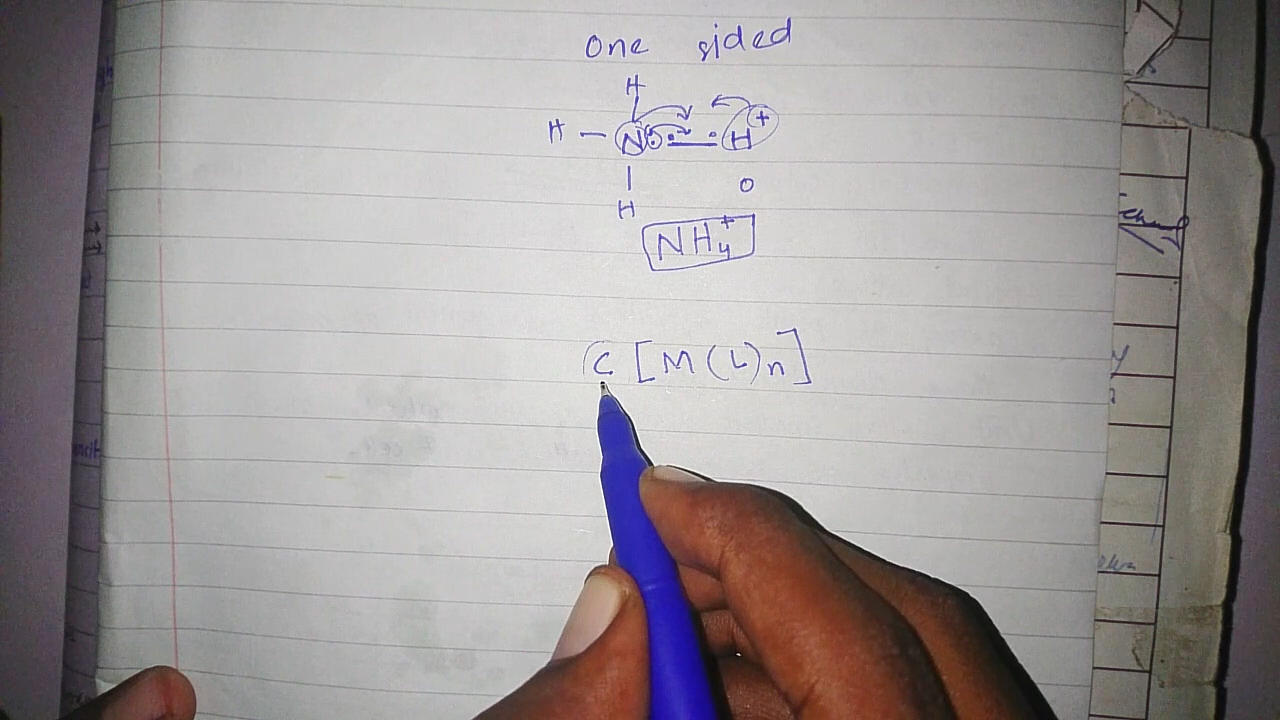 One sided
H
H — N : — · H +
|
H o
NH4+
C [M(L)n]